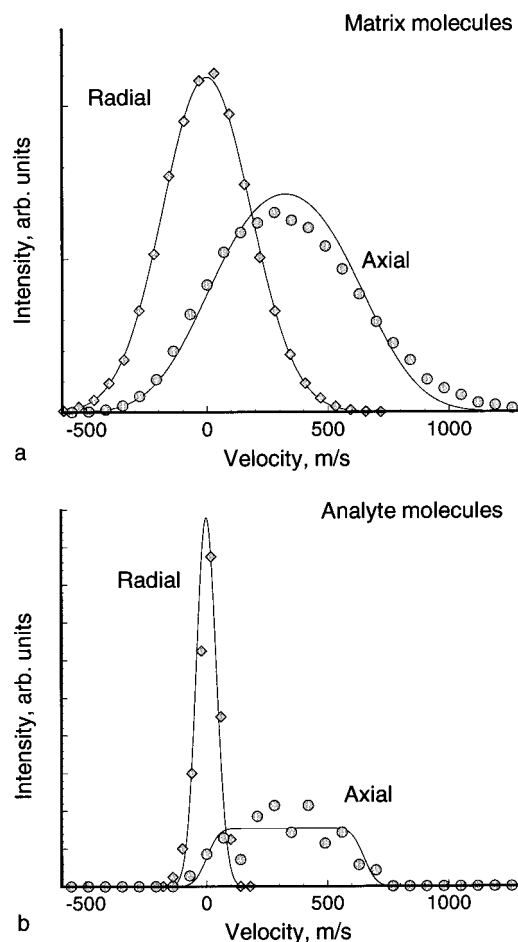 Matrix molecules
Radial
Axial
Intensity, arb. units
-500 0 500 1000
Velocity, m/s
a
Analyte molecules
Radial
Axial
Intensity, arb. units
-500 0 500 1000
Velocity, m/s
b